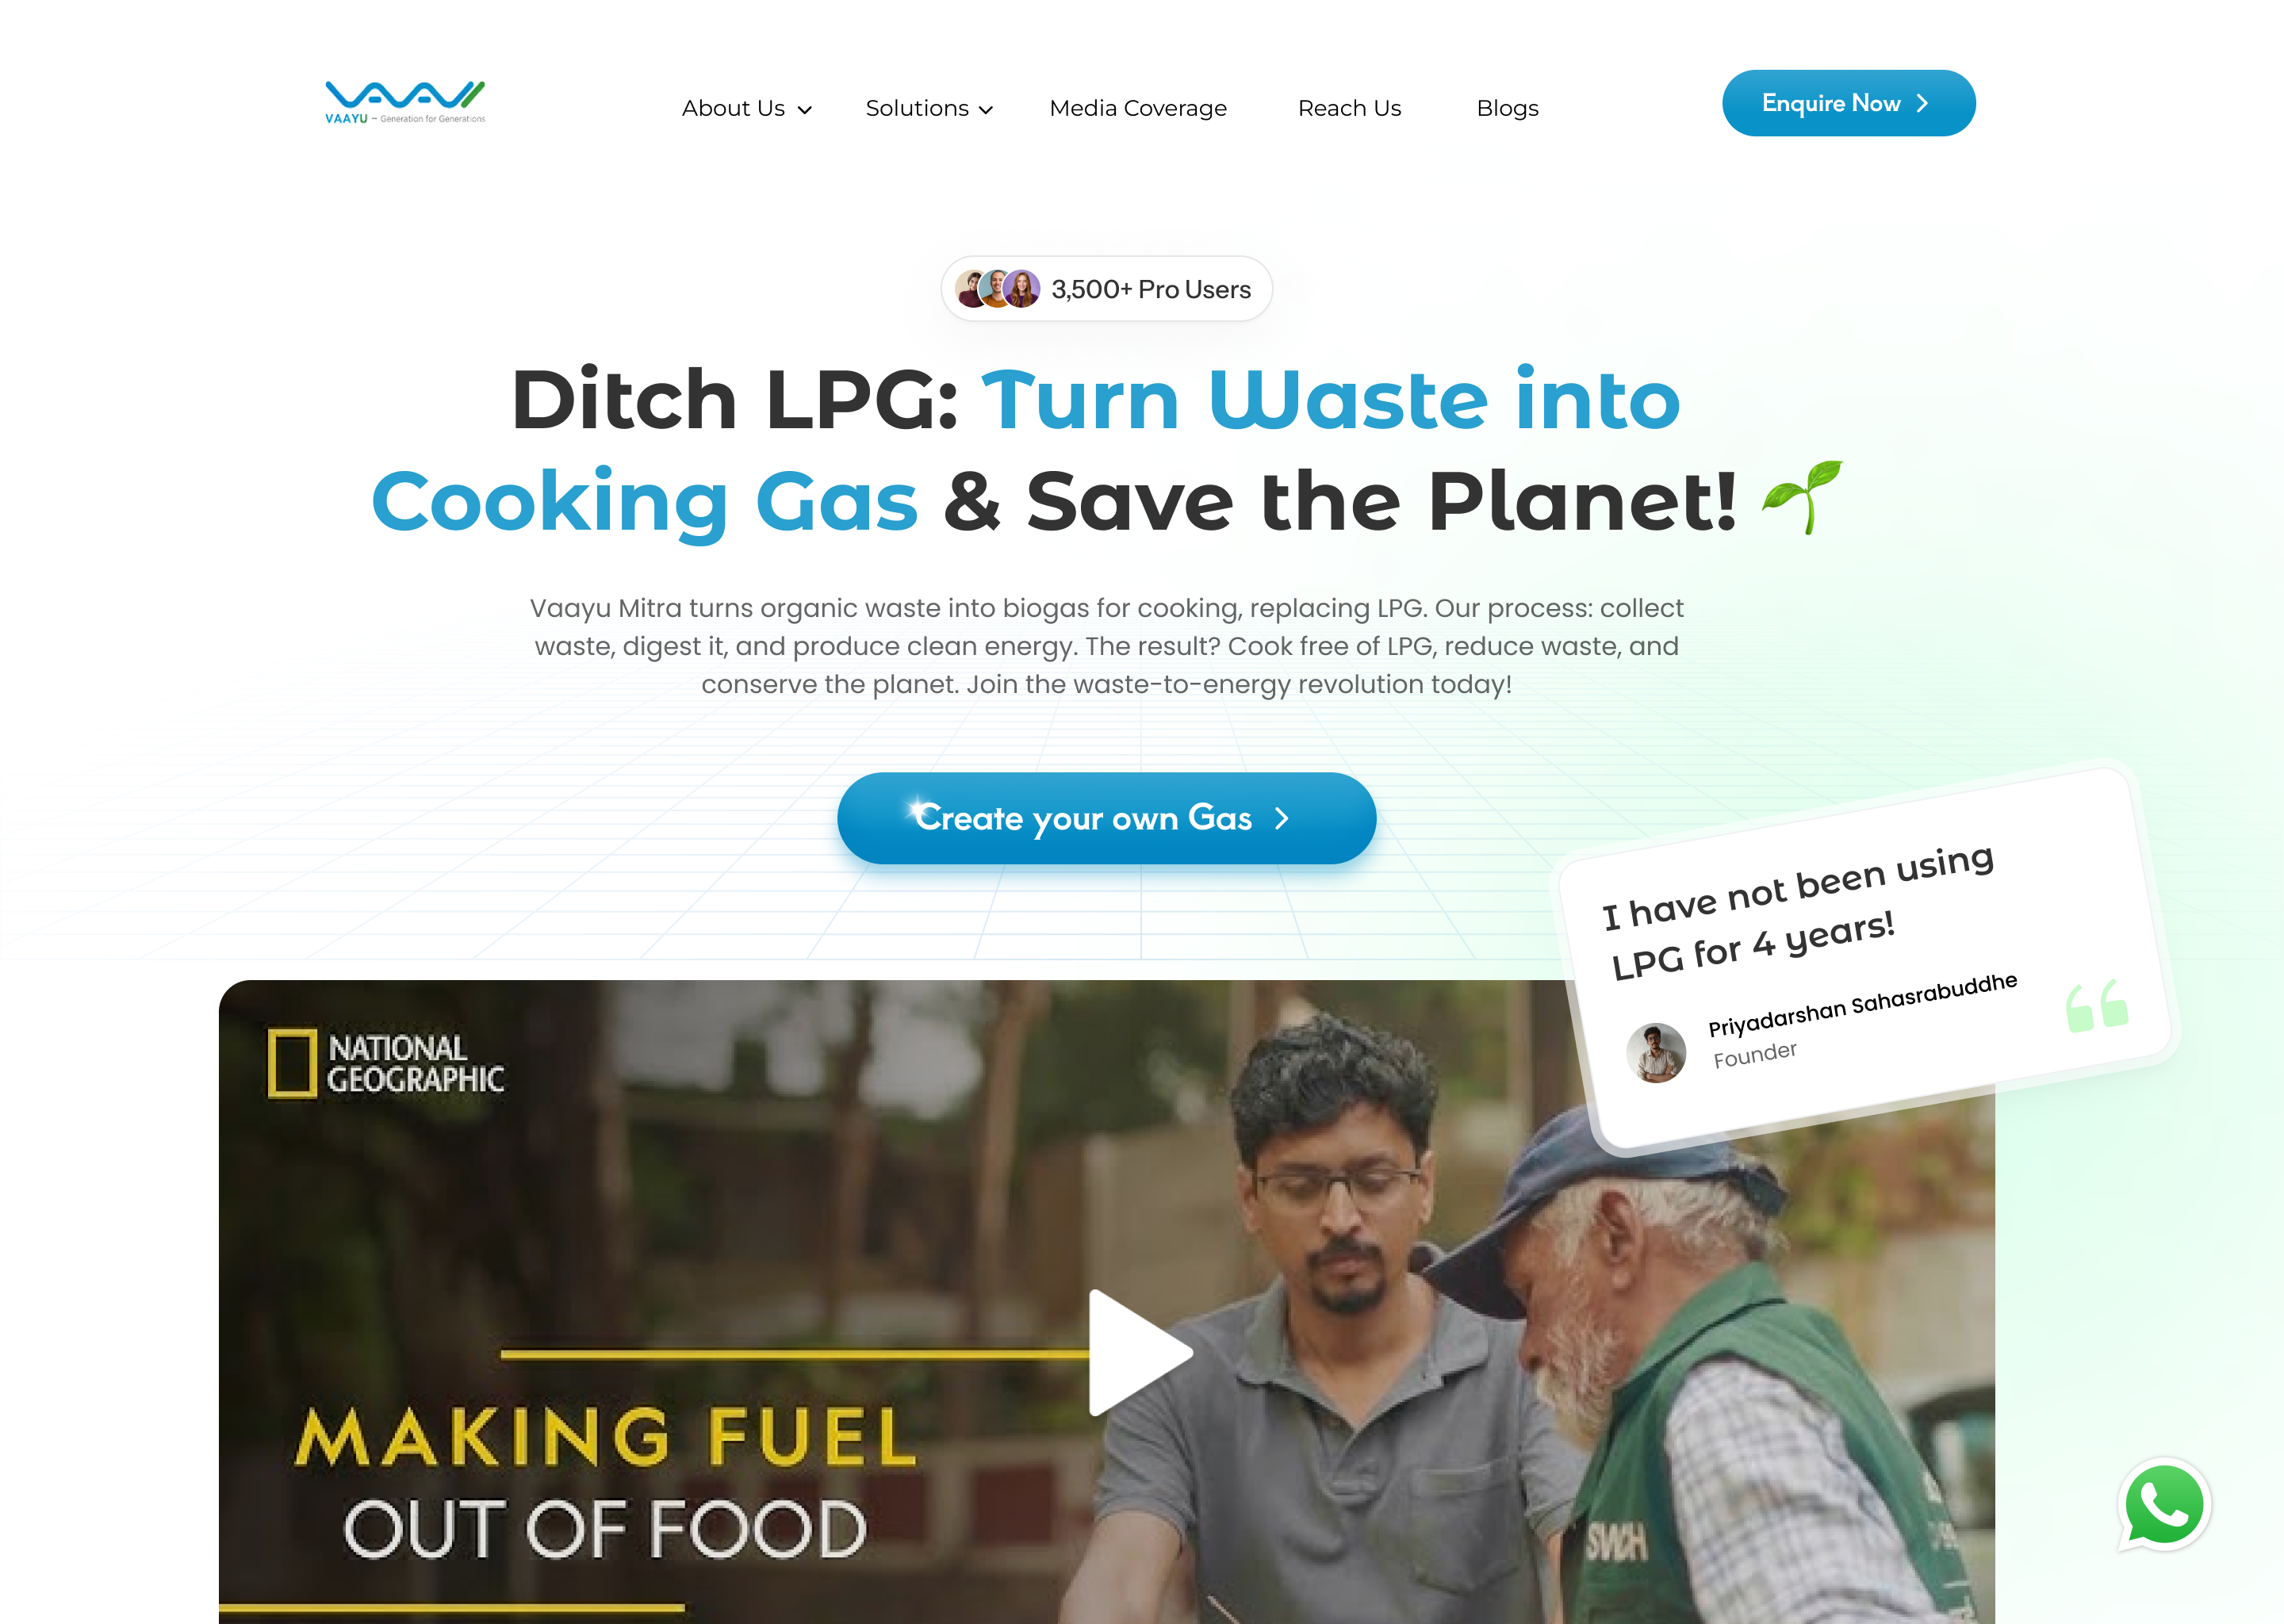 VAAYU – Generation for Generations
About Us
Solutions
Media Coverage
Reach Us
Blogs
Enquire Now
3,500+ Pro Users
Ditch LPG: Turn Waste into
Cooking Gas & Save the Planet!
Vaayu Mitra turns organic waste into biogas for cooking, replacing LPG. Our process: collect
waste, digest it, and produce clean energy. The result? Cook free of LPG, reduce waste, and
conserve the planet. Join the waste-to-energy revolution today!
Create your own Gas
I have not been using
LPG for 4 years!
Priyadarshan Sahasrabuddhe
Founder
NATIONAL
GEOGRAPHIC
MAKING FUEL
OUT OF FOOD
SWH